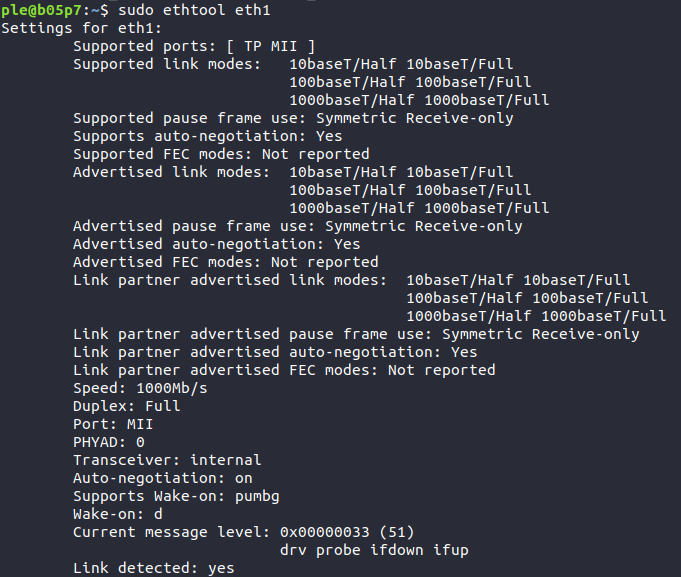 ple@b05p7:~$ sudo ethtool eth1
Settings for eth1:
Supported ports: [ TP MII ]
Supported link modes:   10baseT/Half 10baseT/Full
100baseT/Half 100baseT/Full
1000baseT/Half 1000baseT/Full
Supported pause frame use: Symmetric Receive-only
Supports auto-negotiation: Yes
Supported FEC modes: Not reported
Advertised link modes:  10baseT/Half 10baseT/Full
100baseT/Half 100baseT/Full
1000baseT/Half 1000baseT/Full
Advertised pause frame use: Symmetric Receive-only
Advertised auto-negotiation: Yes
Advertised FEC modes: Not reported
Link partner advertised link modes:  10baseT/Half 10baseT/Full
100baseT/Half 100baseT/Full
1000baseT/Half 1000baseT/Full
Link partner advertised pause frame use: Symmetric Receive-only
Link partner advertised auto-negotiation: Yes
Link partner advertised FEC modes: Not reported
Speed: 1000Mb/s
Duplex: Full
Port: MII
PHYAD: 0
Transceiver: internal
Auto-negotiation: on
Supports Wake-on: pumbg
Wake-on: d
Current message level: 0x00000033 (51)
drv probe ifdown ifup
Link detected: yes